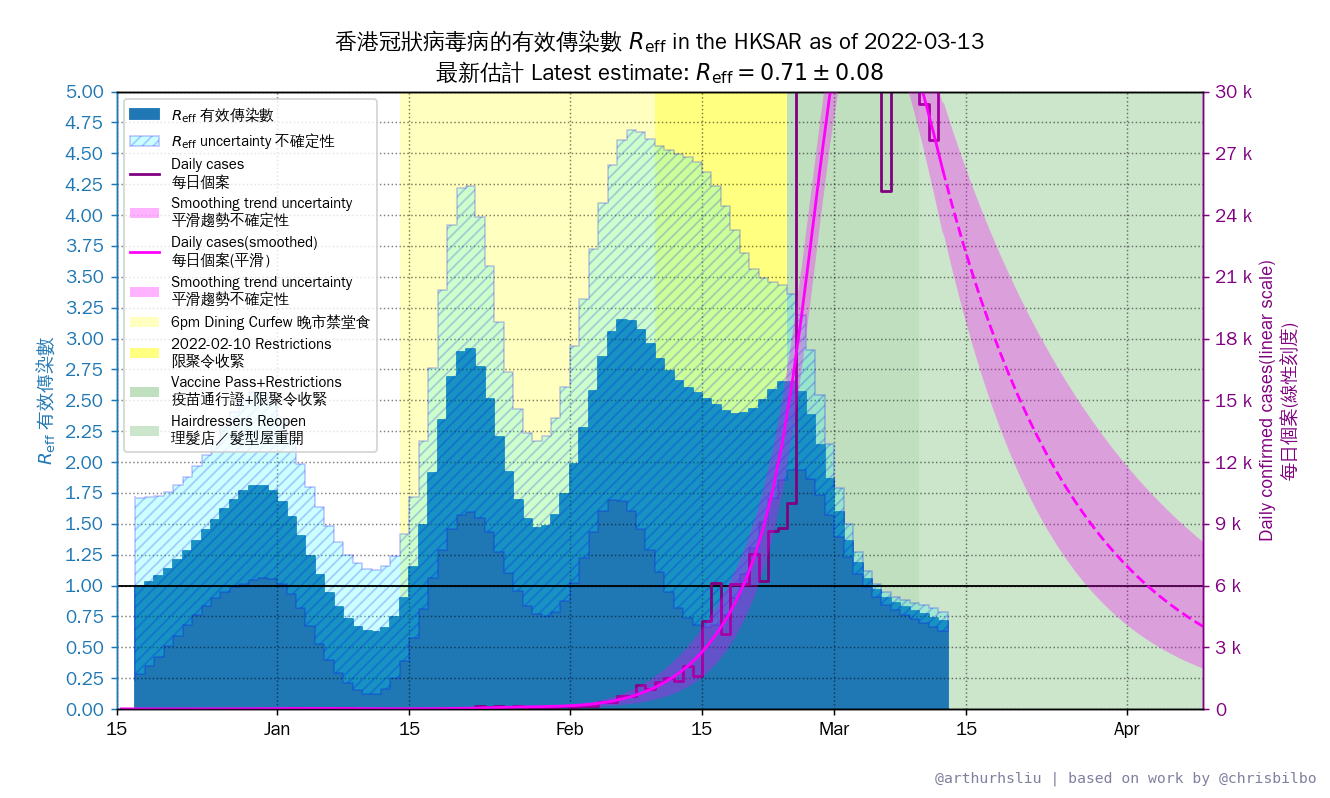 香港冠狀病毒病的有效傳染數 Reff in the HKSAR as of 2022-03-13
最新估計 Latest estimate: Reff = 0.71 ± 0.08
Reff 有效傳染數
Reff uncertainty 不確定性
Daily cases
每日個案
Smoothing trend uncertainty
平滑趨勢不確定性
Daily cases(smoothed)
每日個案(平滑）
Smoothing trend uncertainty
平滑趨勢不確定性
6pm Dining Curfew 晚市禁堂食
2022-02-10 Restrictions
限聚令收緊
Vaccine Pass+Restrictions
疫苗通行證+限聚令收緊
Hairdressers Reopen
理髮店／髮型屋重開
Reff 有效傳染數
5.00
4.75
4.50
4.25
4.00
3.75
3.50
3.25
3.00
2.75
2.50
2.25
2.00
1.75
1.50
1.25
1.00
0.75
0.50
0.25
0.00
30 k
27 k
24 k
21 k
18 k
15 k
12 k
9 k
6 k
3 k
0
Daily confirmed cases(linear scale)
每日個案(線性刻度)
15 Jan 15 Feb 15 Mar 15 Apr
@arthurhsliu | based on work by @chrisbilbo